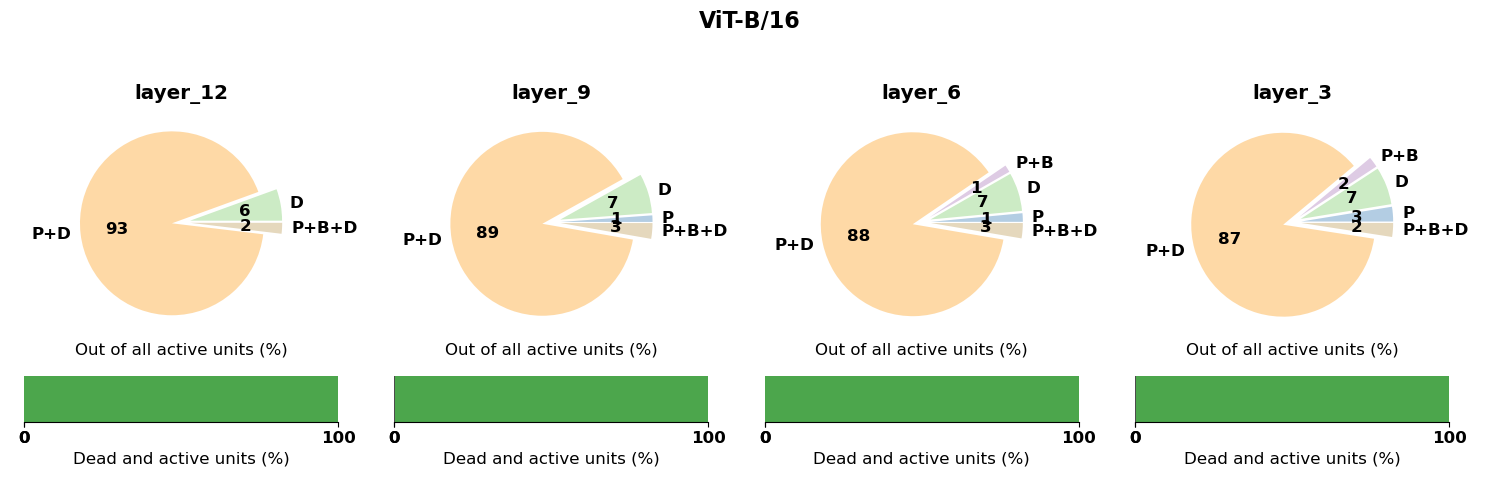 ViT-B/16
layer_12
P+D
93
6
2
D
P+B+D
Out of all active units (%)
0
100
Dead and active units (%)
layer_9
P+D
89
7
1
3
D
P
P+B+D
Out of all active units (%)
0
100
Dead and active units (%)
layer_6
P+D
88
1
7
1
3
P+B
D
P
P+B+D
Out of all active units (%)
0
100
Dead and active units (%)
layer_3
P+D
87
2
7
3
2
P+B
D
P
P+B+D
Out of all active units (%)
0
100
Dead and active units (%)